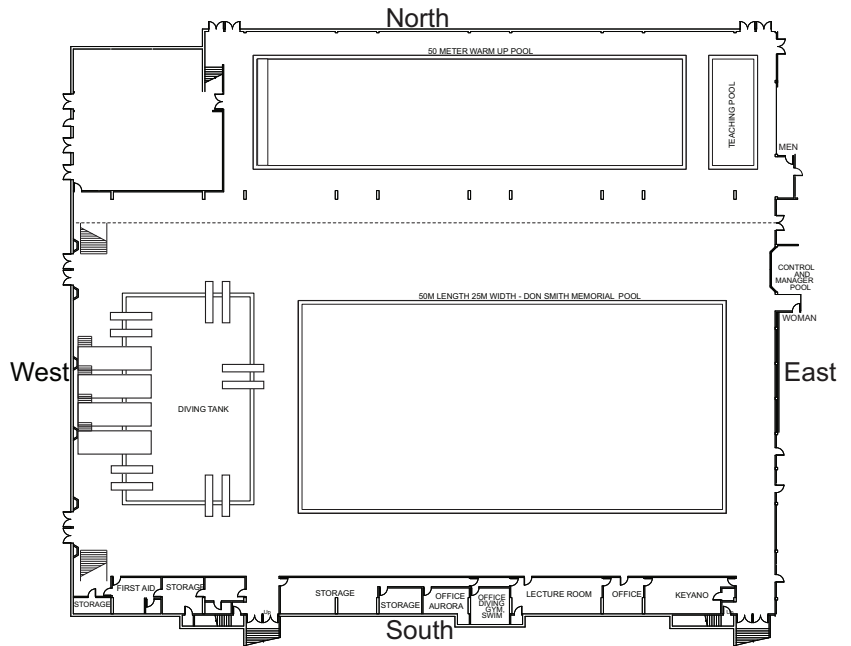 North
50 METER WARM UP POOL
TEACHING POOL
MEN
CONTROL
AND
MANAGER
POOL
WOMAN
50M LENGTH 25M WIDTH - DON SMITH MEMORIAL POOL
West
East
DIVING TANK
FIRST AID
STORAGE
STORAGE
STORAGE
STORAGE
OFFICE
AURORA
OFFICE
DIVING
GYM.
SWIM
LECTURE ROOM
OFFICE
KEYANO
Up
South